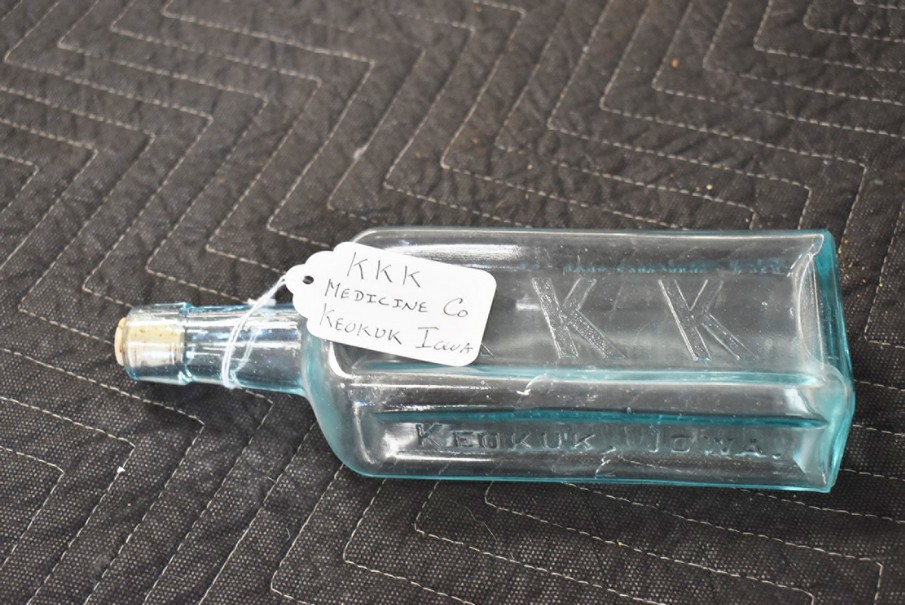 KKK
MEDICINE CO
KEOKUK IOWA
K K
KEOKUK, IOWA.